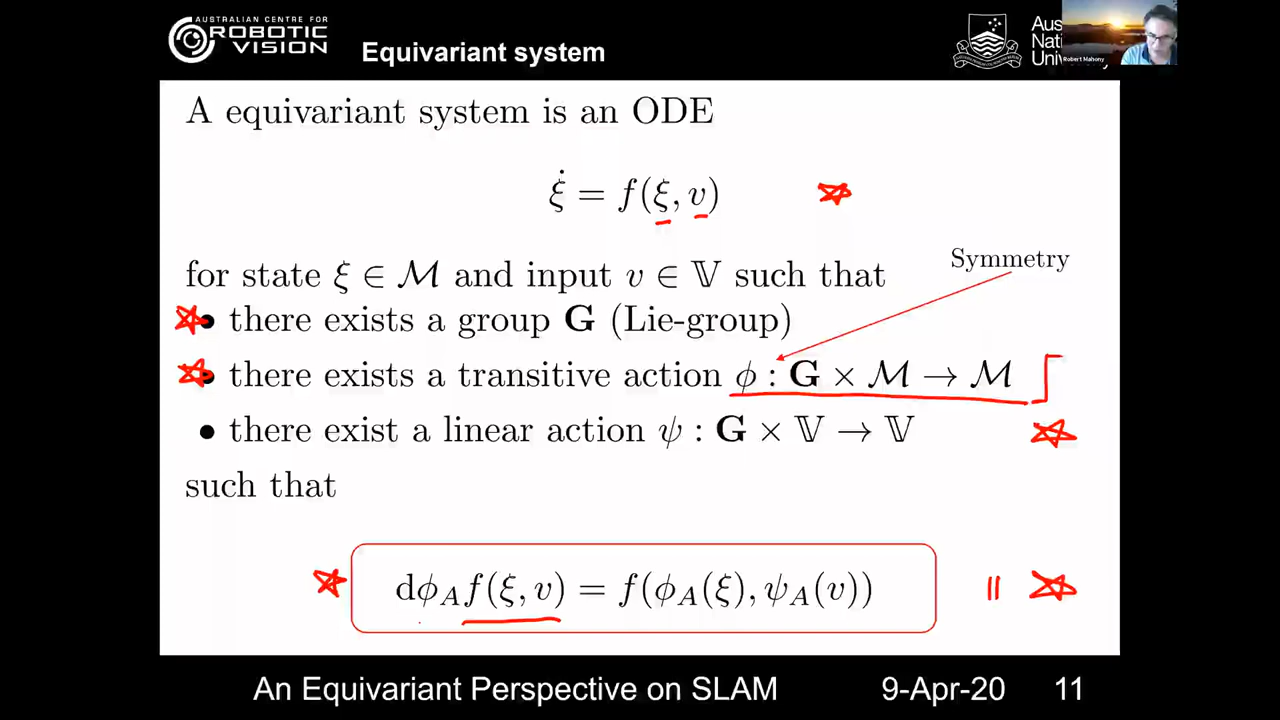 AUSTRALIAN CENTRE FOR
ROBOTIC
VISION
Equivariant system
Robert Mahony
A equivariant system is an ODE
ξ̇ = f(ξ, v)
for state ξ ∈ ℳ and input v ∈ 𝕍 such that
Symmetry
• there exists a group G (Lie-group)
• there exists a transitive action ϕ : G × ℳ → ℳ
• there exist a linear action ψ : G × 𝕍 → 𝕍
such that
dϕ_A f(ξ, v) = f(ϕ_A(ξ), ψ_A(v))
An Equivariant Perspective on SLAM 9-Apr-20 11